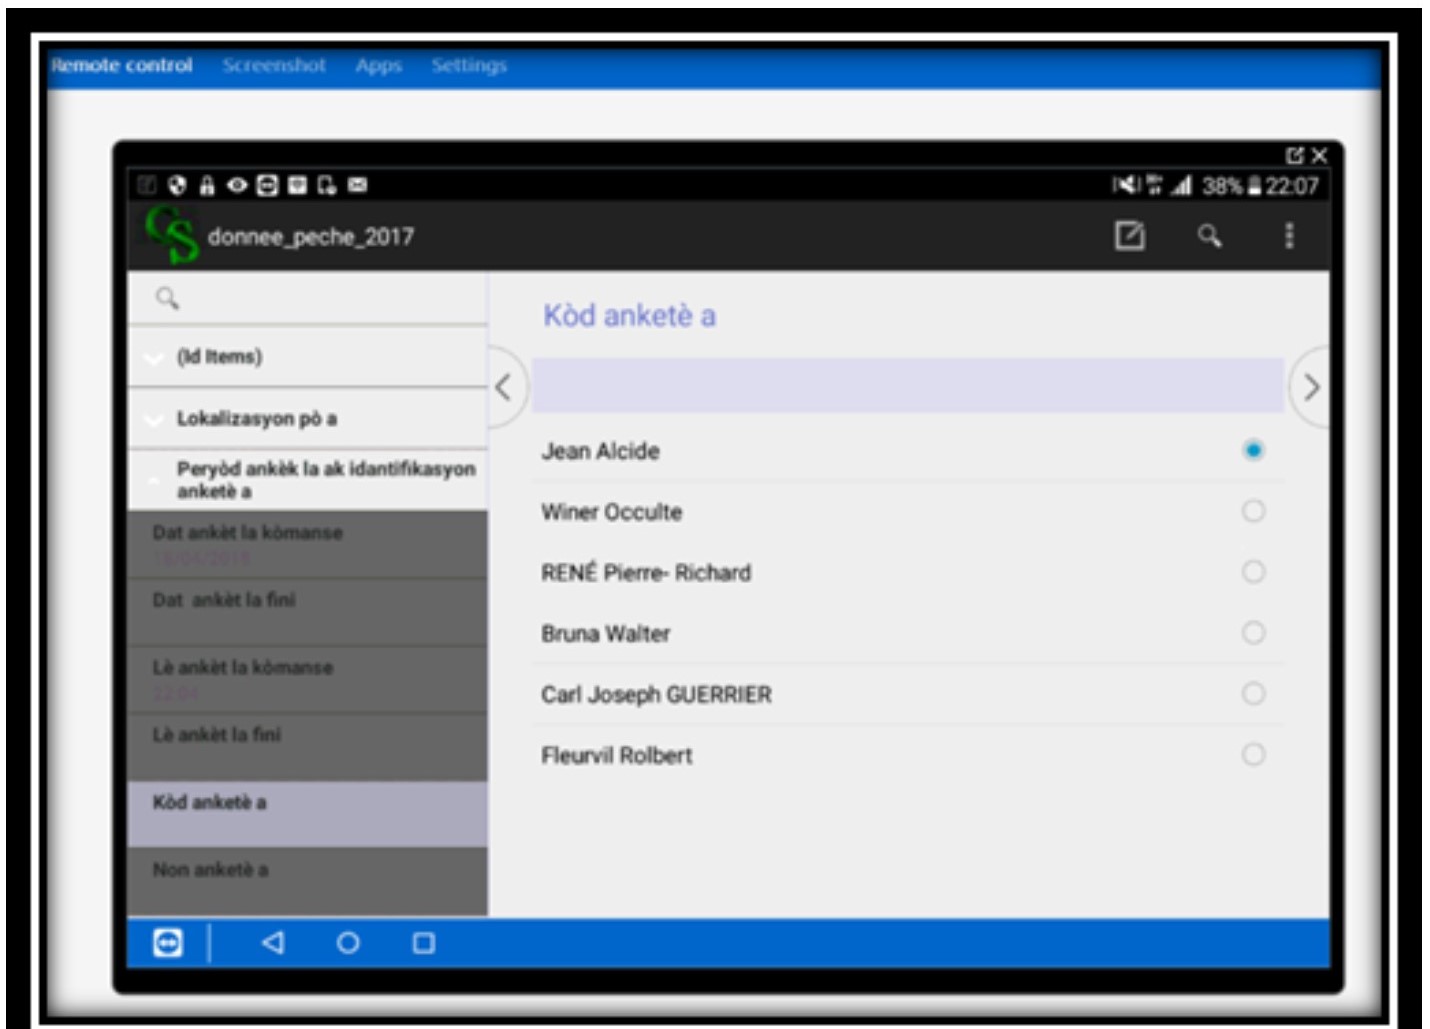 Remote control Screenshot Apps Settings
38% 22:07
CS donnee_peche_2017
(Id Items)
Lokalizasyon pò a
Peryòd ankèk la ak idantifikasyon
anketè a
Dat ankèt la kòmanse
Dat ankèt la fini
Lè ankèt la kòmanse
Lè ankèt la fini
Kòd anketè a
Non anketè a
Kòd anketè a
Jean Alcide
Winer Occulte
RENÉ Pierre- Richard
Bruna Walter
Carl Joseph GUERRIER
Fleurvil Rolbert